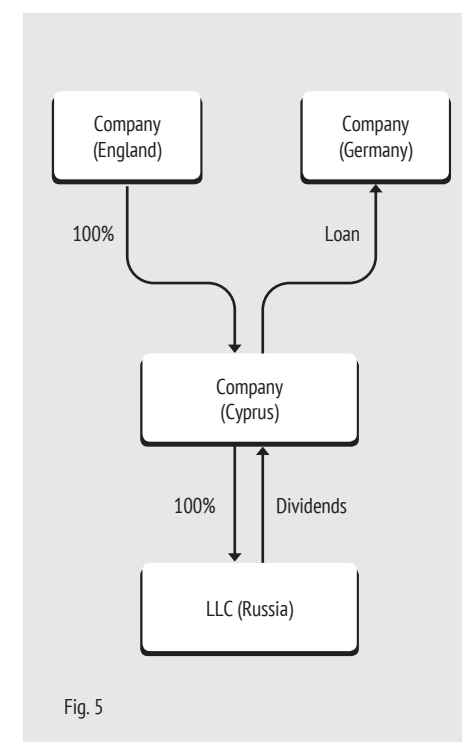 Company
(England)
Company
(Germany)
100%
Loan
Company
(Cyprus)
100%
Dividends
LLC (Russia)
Fig. 5